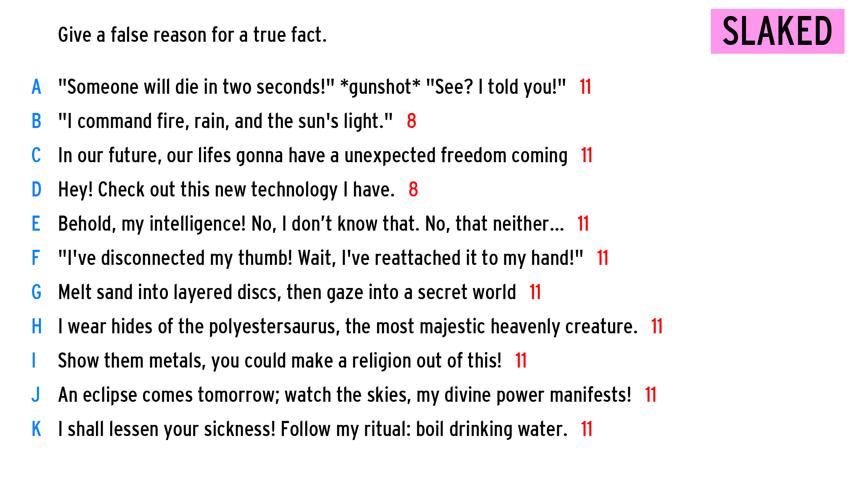 Give a false reason for a true fact.
SLAKED
A "Someone will die in two seconds!" *gunshot* "See? I told you!" 11
B "I command fire, rain, and the sun's light." 8
C In our future, our lifes gonna have a unexpected freedom coming 11
D Hey! Check out this new technology I have. 8
E Behold, my intelligence! No, I don't know that. No, that neither... 11
F "I've disconnected my thumb! Wait, I've reattached it to my hand!" 11
G Melt sand into layered discs, then gaze into a secret world 11
H I wear hides of the polyestersaurus, the most majestic heavenly creature. 11
I Show them metals, you could make a religion out of this! 11
J An eclipse comes tomorrow; watch the skies, my divine power manifests! 11
K I shall lessen your sickness! Follow my ritual: boil drinking water. 11